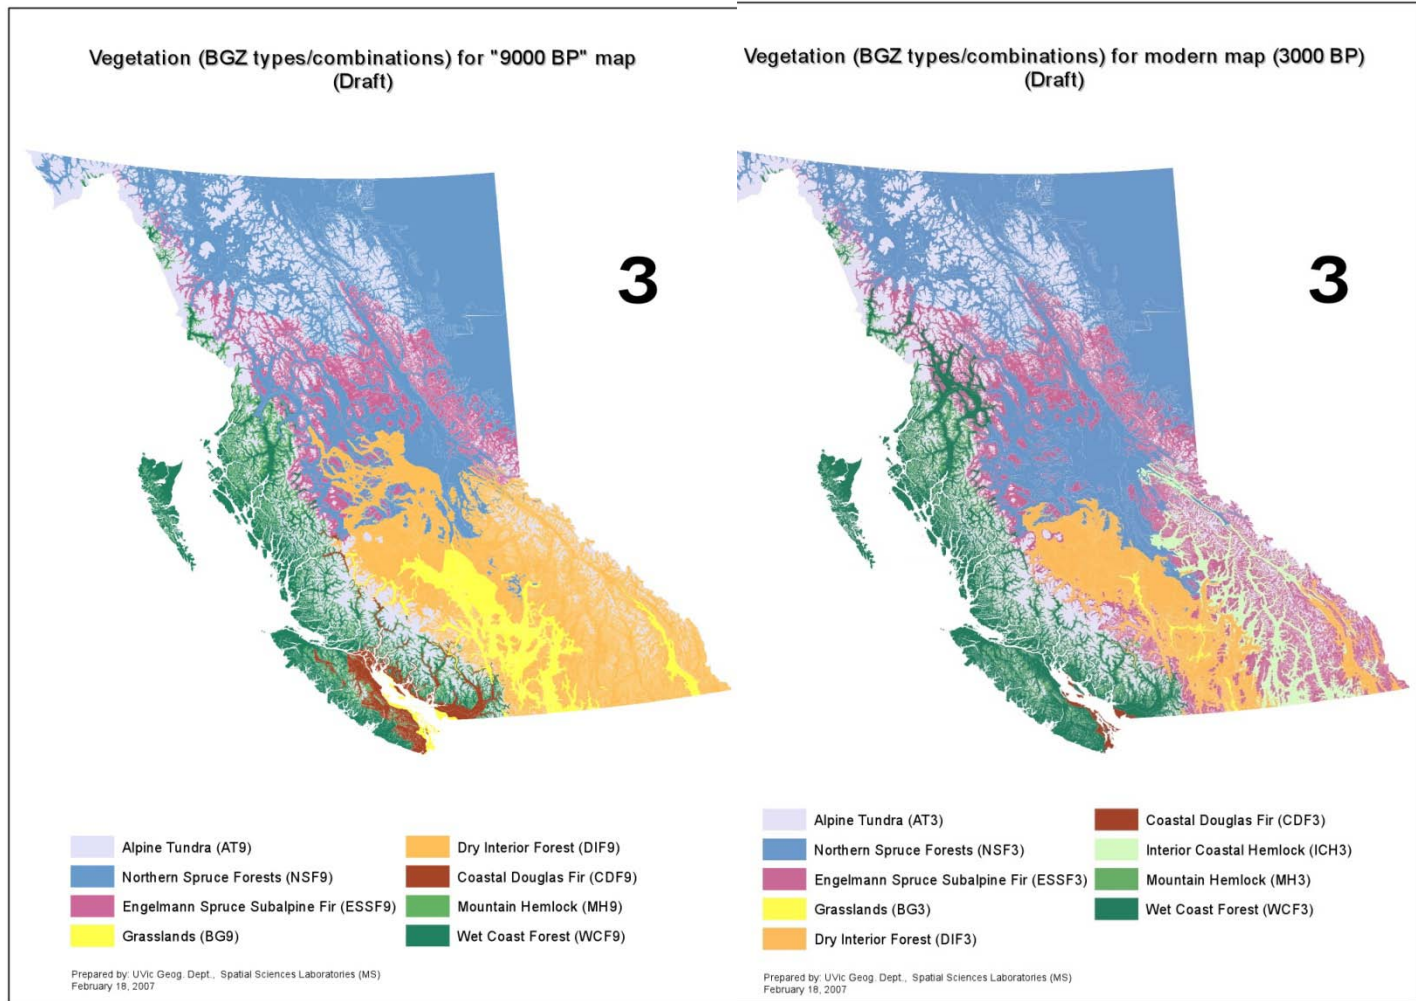 Vegetation (BGZ types/combinations) for "9000 BP" map
(Draft)
3
Alpine Tundra (AT9)
Northern Spruce Forests (NSF9)
Engelmann Spruce Subalpine Fir (ESSF9)
Grasslands (BG9)
Dry Interior Forest (DIF9)
Coastal Douglas Fir (CDF9)
Mountain Hemlock (MH9)
Wet Coast Forest (WCF9)
Prepared by: UVic Geog. Dept., Spatial Sciences Laboratories (MS)
February 18, 2007
Vegetation (BGZ types/combinations) for modern map (3000 BP)
(Draft)
3
Alpine Tundra (AT3)
Northern Spruce Forests (NSF3)
Engelmann Spruce Subalpine Fir (ESSF3)
Grasslands (BG3)
Dry Interior Forest (DIF3)
Coastal Douglas Fir (CDF3)
Interior Coastal Hemlock (ICH3)
Mountain Hemlock (MH3)
Wet Coast Forest (WCF3)
Prepared by: UVic Geog. Dept., Spatial Sciences Laboratories (MS)
February 18, 2007